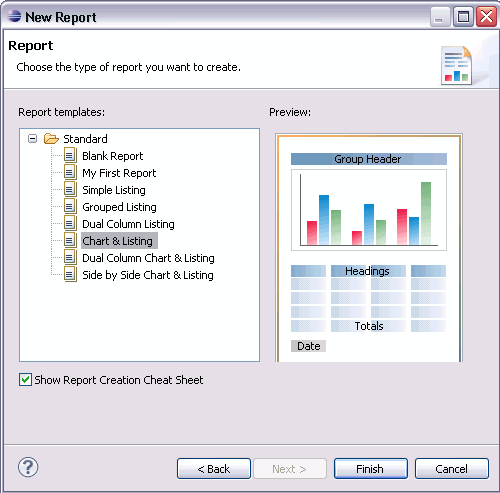 New Report
Report
Choose the type of report you want to create.
Report templates:
Preview:
Standard
Blank Report
My First Report
Simple Listing
Grouped Listing
Dual Column Listing
Chart & Listing
Dual Column Chart & Listing
Side by Side Chart & Listing
Group Header
Headings
Totals
Date
Show Report Creation Cheat Sheet
?
< Back
Next >
Finish
Cancel